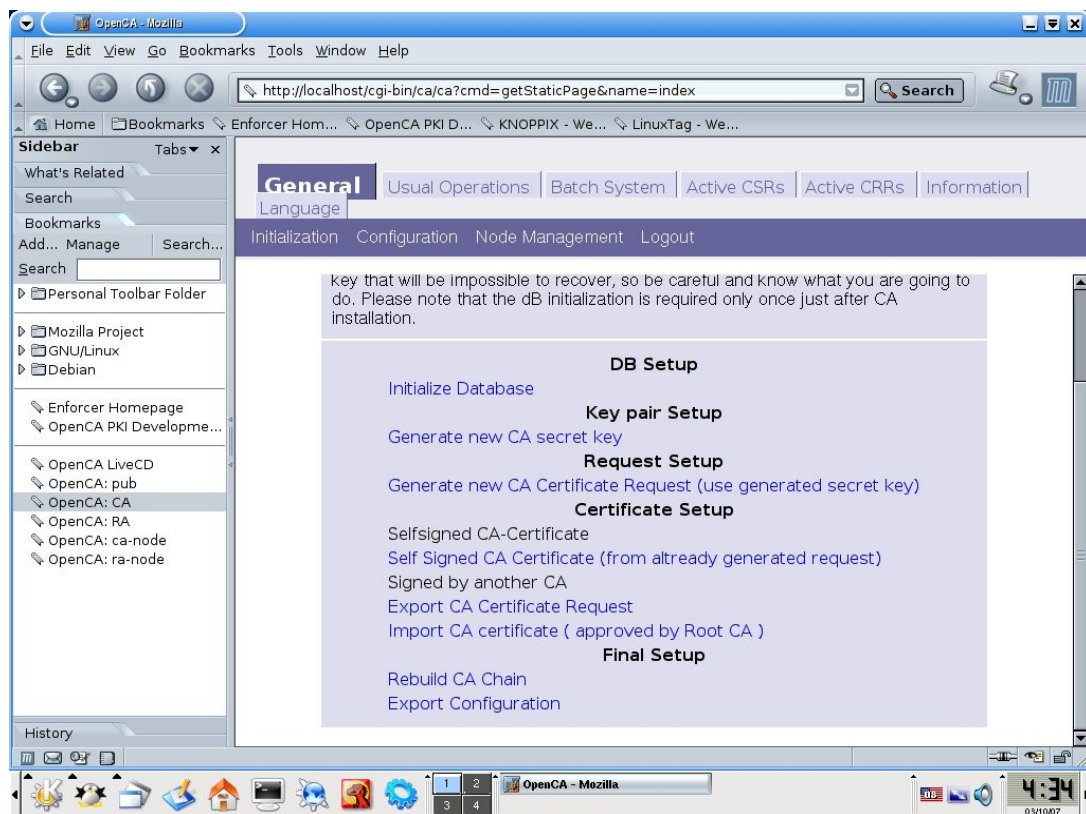 OpenCA - Mozilla
File Edit View Go Bookmarks Tools Window Help
http://localhost/cgi-bin/ca/ca?cmd=getStaticPage&name=index
Search
Home Bookmarks Enforcer Hom... OpenCA PKI D... KNOPPIX - We... LinuxTag - We...
Sidebar Tabs x
What's Related
Search
Bookmarks
Add... Manage Search...
Search
Personal Toolbar Folder
Mozilla Project
GNU/Linux
Debian
Enforcer Homepage
OpenCA PKI Developme...
OpenCA LiveCD
OpenCA: pub
OpenCA: CA
OpenCA: RA
OpenCA: ca-node
OpenCA: ra-node
History
General Usual Operations Batch System Active CSRs Active CRRs Information
Language
Initialization Configuration Node Management Logout
key that will be impossible to recover, so be careful and know what you are going to
do. Please note that the dB initialization is required only once just after CA
installation.
DB Setup
Initialize Database
Key pair Setup
Generate new CA secret key
Request Setup
Generate new CA Certificate Request (use generated secret key)
Certificate Setup
Selfsigned CA-Certificate
Self Signed CA Certificate (from altready generated request)
Signed by another CA
Export CA Certificate Request
Import CA certificate ( approved by Root CA )
Final Setup
Rebuild CA Chain
Export Configuration
1 2
3 4
OpenCA - Mozilla
US
4:34
03/10/07